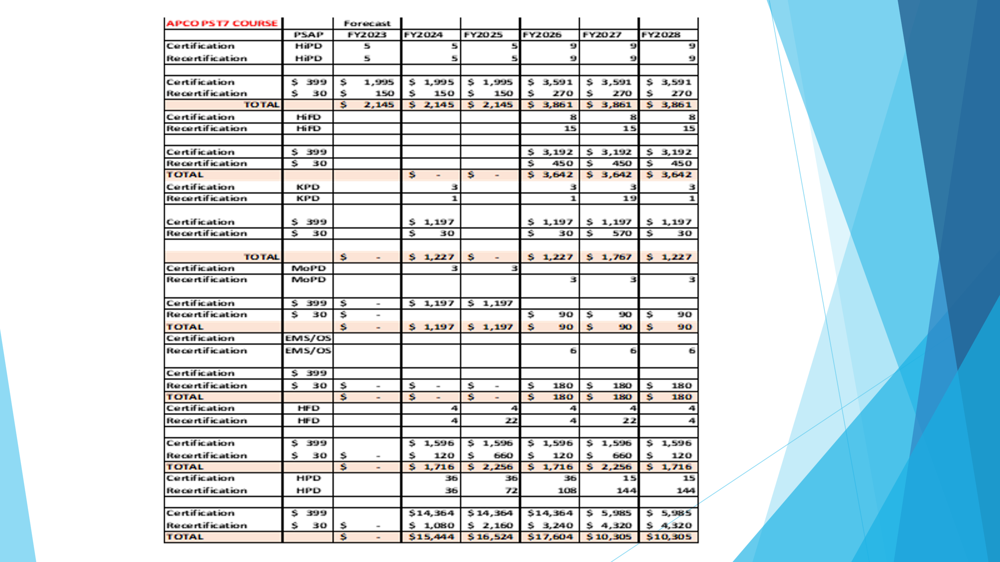 APCO PST7 COURSE Forecast
PSAP FY2023 FY2024 FY2025 FY2026 FY2027 FY2028
Certification HiPD 5 5 5 9 9 9
Recertification HiPD 5 5 5 9 9 9
Certification $ 399 $ 1,995 $ 1,995 $ 1,995 $ 3,591 $ 3,591 $ 3,591
Recertification $ 30 $ 150 $ 150 $ 150 $ 270 $ 270 $ 270
TOTAL $ 2,145 $ 2,145 $ 2,145 $ 3,861 $ 3,861 $ 3,861
Certification HiFD 8 8 8
Recertification HiFD 15 15 15
Certification $ 399 $ 3,192 $ 3,192 $ 3,192
Recertification $ 30 $ 450 $ 450 $ 450
TOTAL $ - $ - $ 3,642 $ 3,642 $ 3,642
Certification KPD 3 3 3 3
Recertification KPD 1 1 19 1
Certification $ 399 $ 1,197 $ 1,197 $ 1,197 $ 1,197
Recertification $ 30 $ 30 $ 30 $ 570 $ 30
TOTAL $ - $ 1,227 $ - $ 1,227 $ 1,767 $ 1,227
Certification MoPD 3 3
Recertification MoPD 3 3 3
Certification $ 399 $ - $ 1,197 $ 1,197
Recertification $ 30 $ - $ 90 $ 90 $ 90
TOTAL $ - $ 1,197 $ 1,197 $ 90 $ 90 $ 90
Certification EMS/OS
Recertification EMS/OS 6 6 6
Certification $ 399
Recertification $ 30 $ - $ - $ - $ 180 $ 180 $ 180
TOTAL $ - $ - $ - $ 180 $ 180 $ 180
Certification HFD 4 4 4 4 4
Recertification HFD 4 22 4 22 4
Certification $ 399 $ 1,596 $ 1,596 $ 1,596 $ 1,596 $ 1,596
Recertification $ 30 $ - $ 120 $ 660 $ 120 $ 660 $ 120
TOTAL $ - $ 1,716 $ 2,256 $ 1,716 $ 2,256 $ 1,716
Certification HPD 36 36 36 15 15
Recertification HPD 36 72 108 144 144
Certification $ 399 $14,364 $14,364 $14,364 $ 5,985 $ 5,985
Recertification $ 30 $ - $ 1,080 $ 2,160 $ 3,240 $ 4,320 $ 4,320
TOTAL $ - $15,444 $16,524 $17,604 $10,305 $10,305